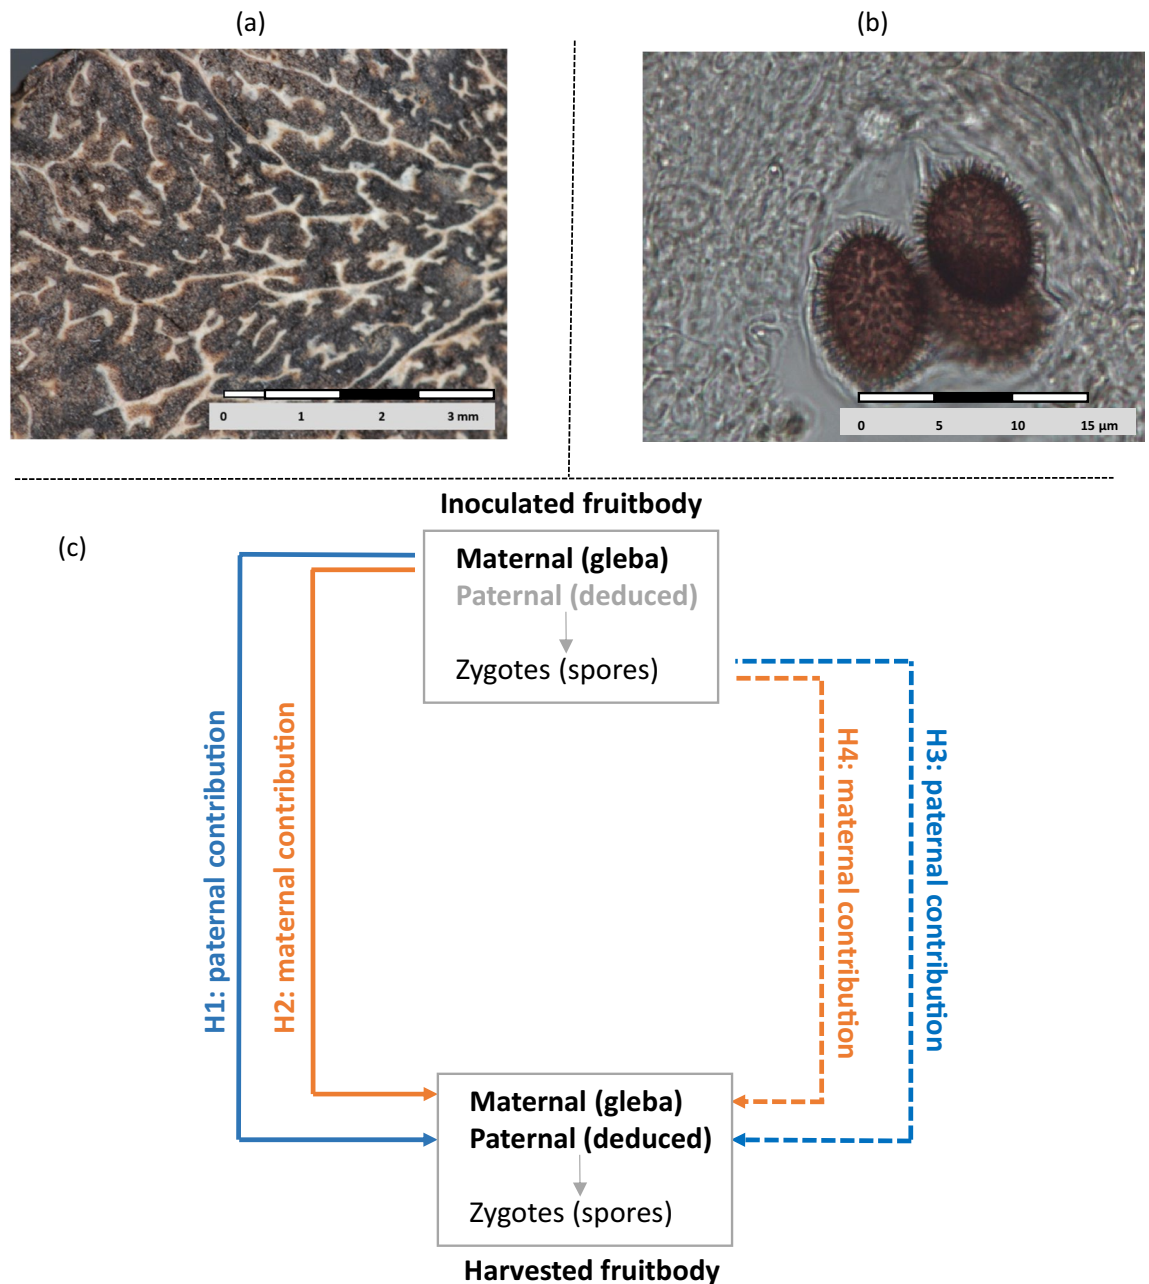 (a)
(b)
0 1 2 3 mm
0 5 10 15 µm
Inoculated fruitbody
(c)
Maternal (gleba)
Paternal (deduced)
Zygotes (spores)
H1: paternal contribution
H2: maternal contribution
H4: maternal contribution
H3: paternal contribution
Maternal (gleba)
Paternal (deduced)
Zygotes (spores)
Harvested fruitbody